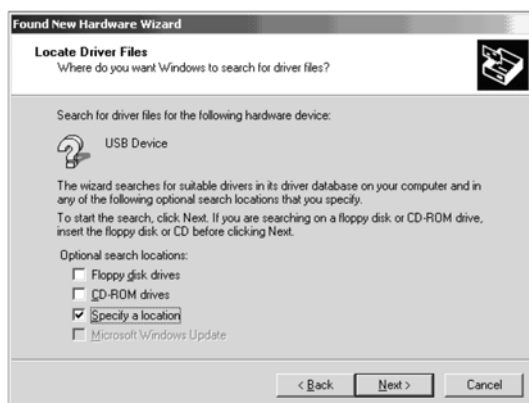 Found New Hardware Wizard
Locate Driver Files
Where do you want Windows to search for driver files?
Search for driver files for the following hardware device:
USB Device
The wizard searches for suitable drivers in its driver database on your computer and in
any of the following optional search locations that you specify.
To start the search, click Next. If you are searching on a floppy disk or CD-ROM drive,
insert the floppy disk or CD before clicking Next.
Optional search locations:
Floppy disk drives
CD-ROM drives
Specify a location
Microsoft Windows Update
< Back Next > Cancel